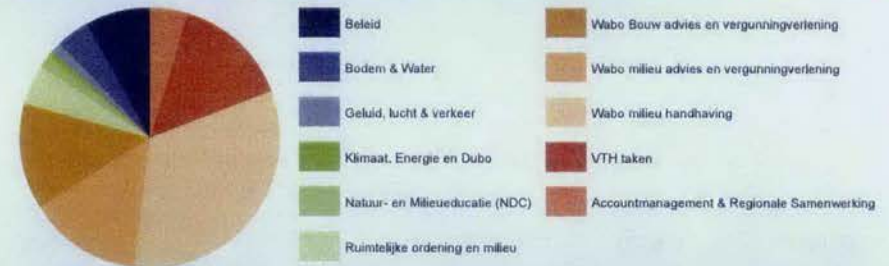 Beleid
Bodem & Water
Geluid, lucht & verkeer
Klimaat, Energie en Dubo
Natuur- en Milieueducatie (NDC)
Ruimtelijke ordening en milieu
Wabo Bouw advies en vergunningverlening
Wabo milieu advies en vergunningverlening
Wabo milieu handhaving
VTH taken
Accountmanagement & Regionale Samenwerking